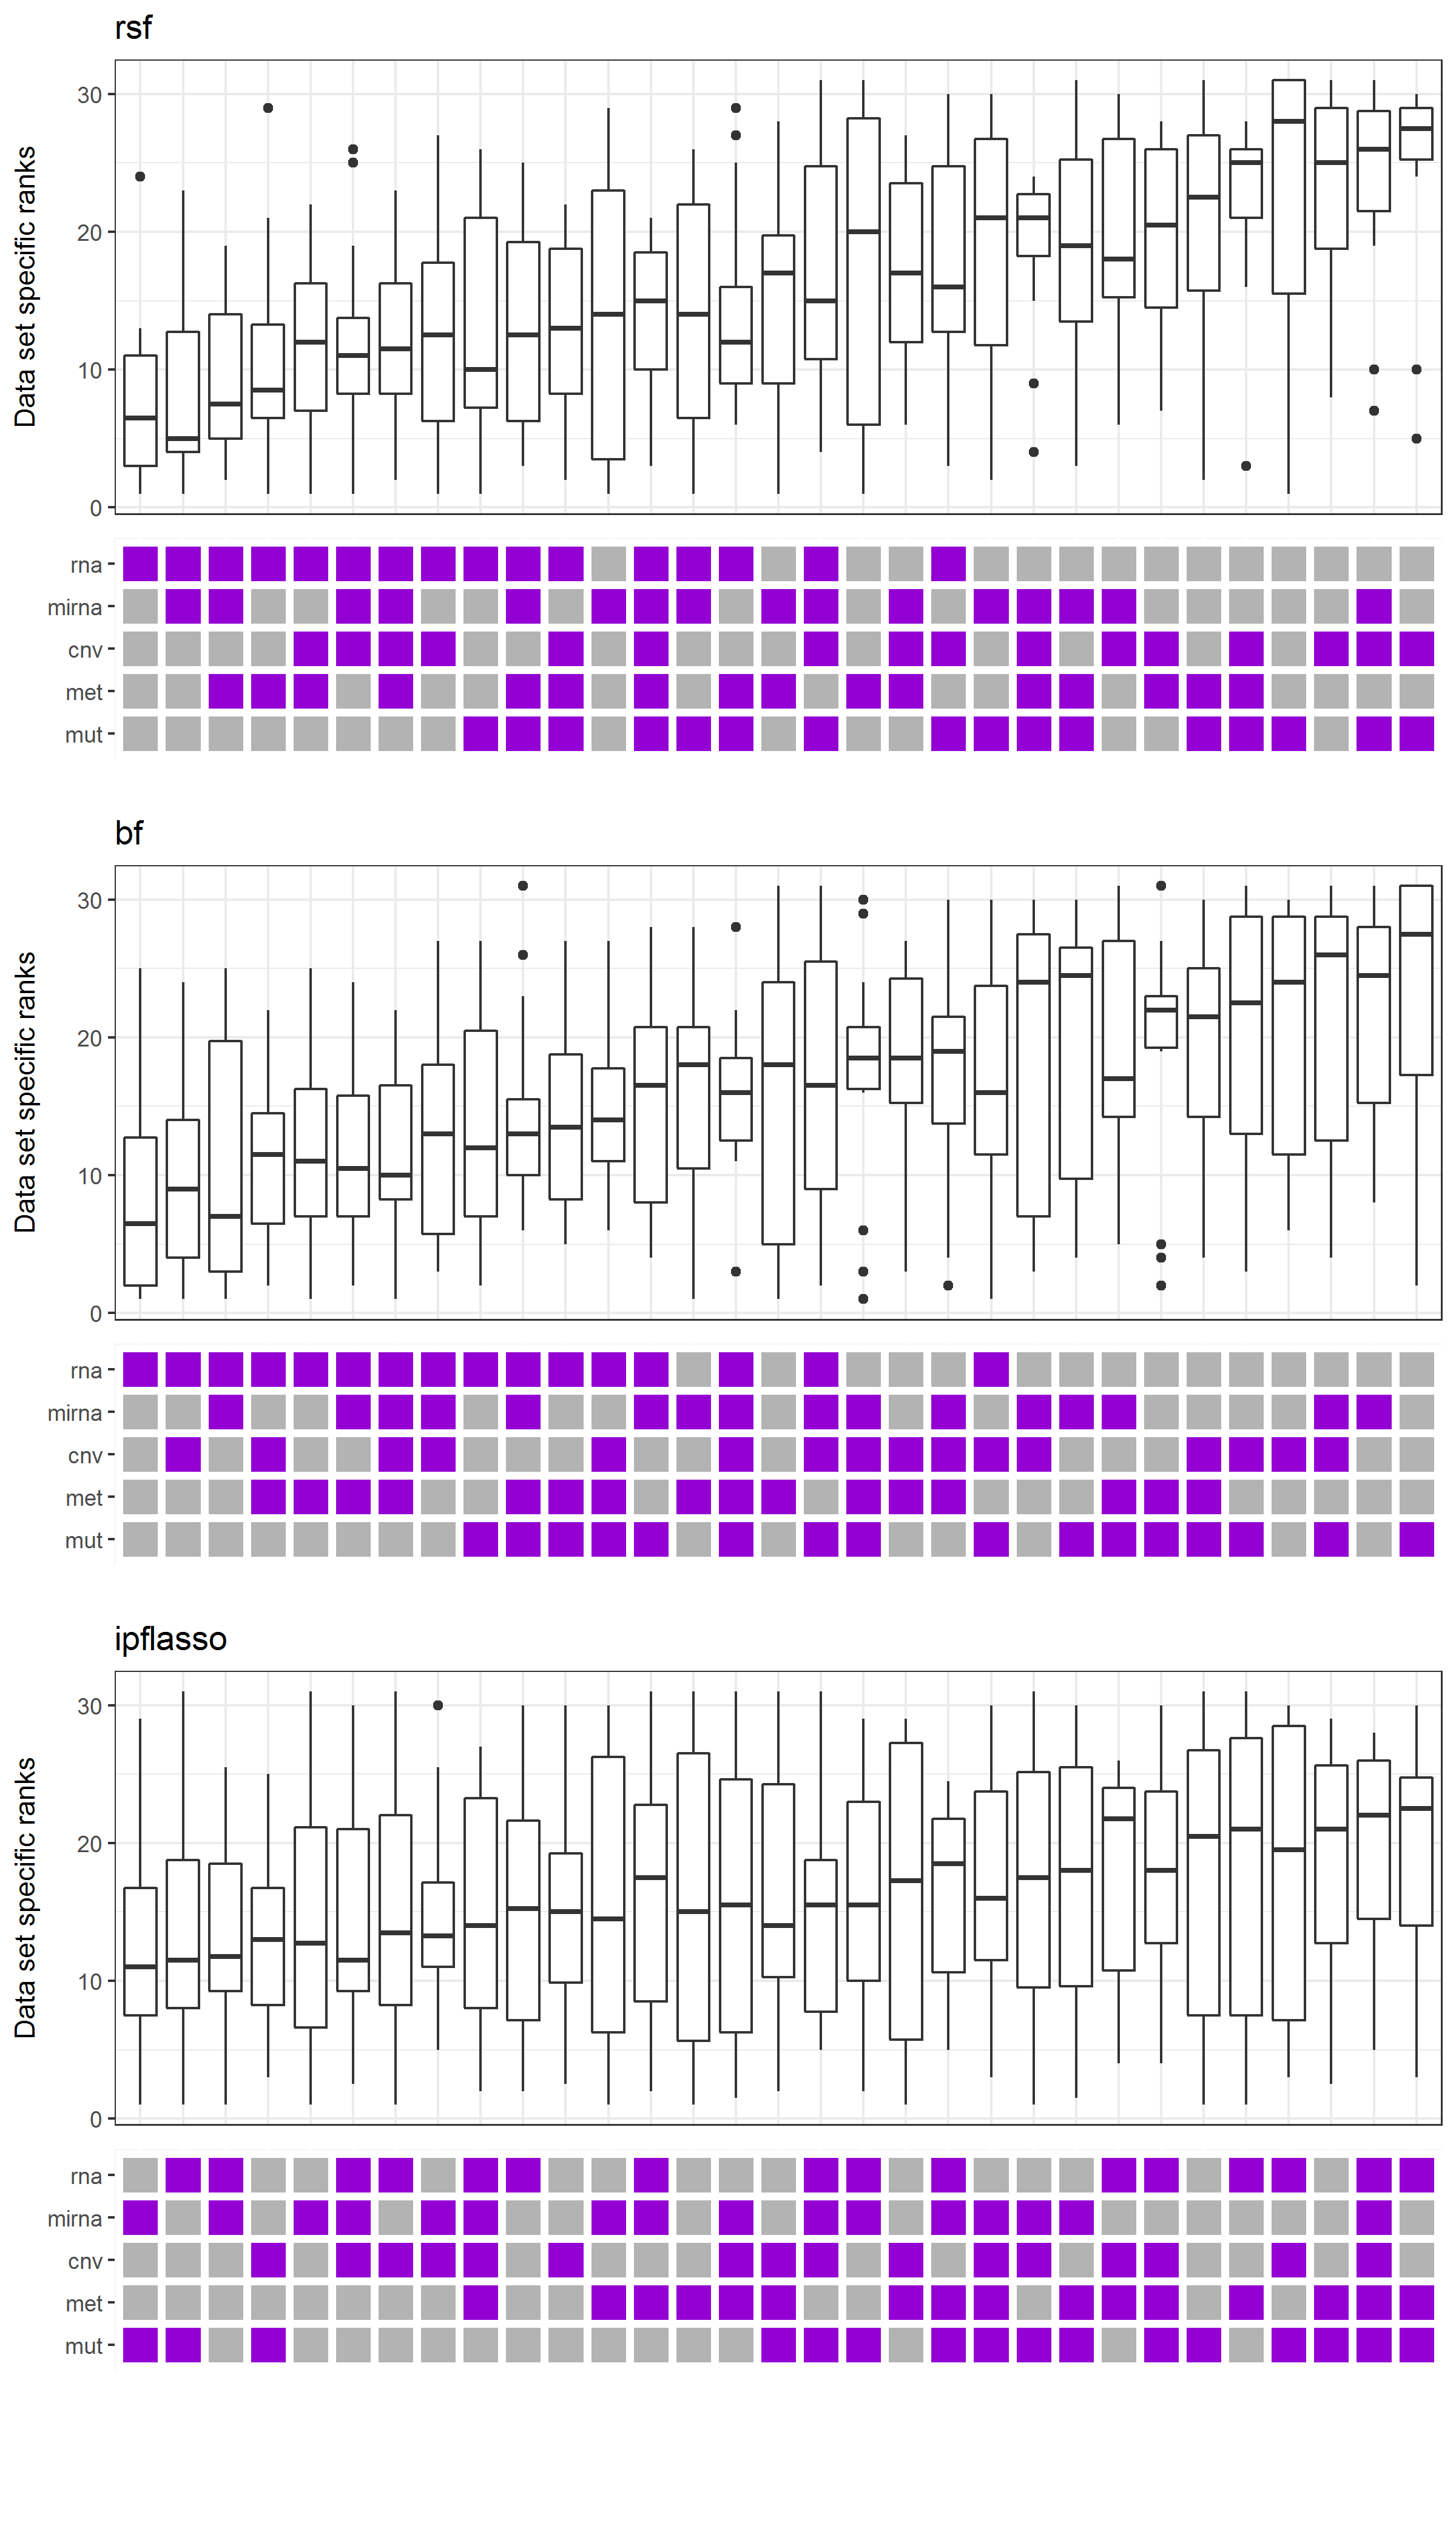 rsf
Data set specific ranks
30
20
10
0
rna
mirna
cnv
met
mut
bf
Data set specific ranks
30
20
10
0
rna
mirna
cnv
met
mut
ipflasso
Data set specific ranks
30
20
10
0
rna
mirna
cnv
met
mut